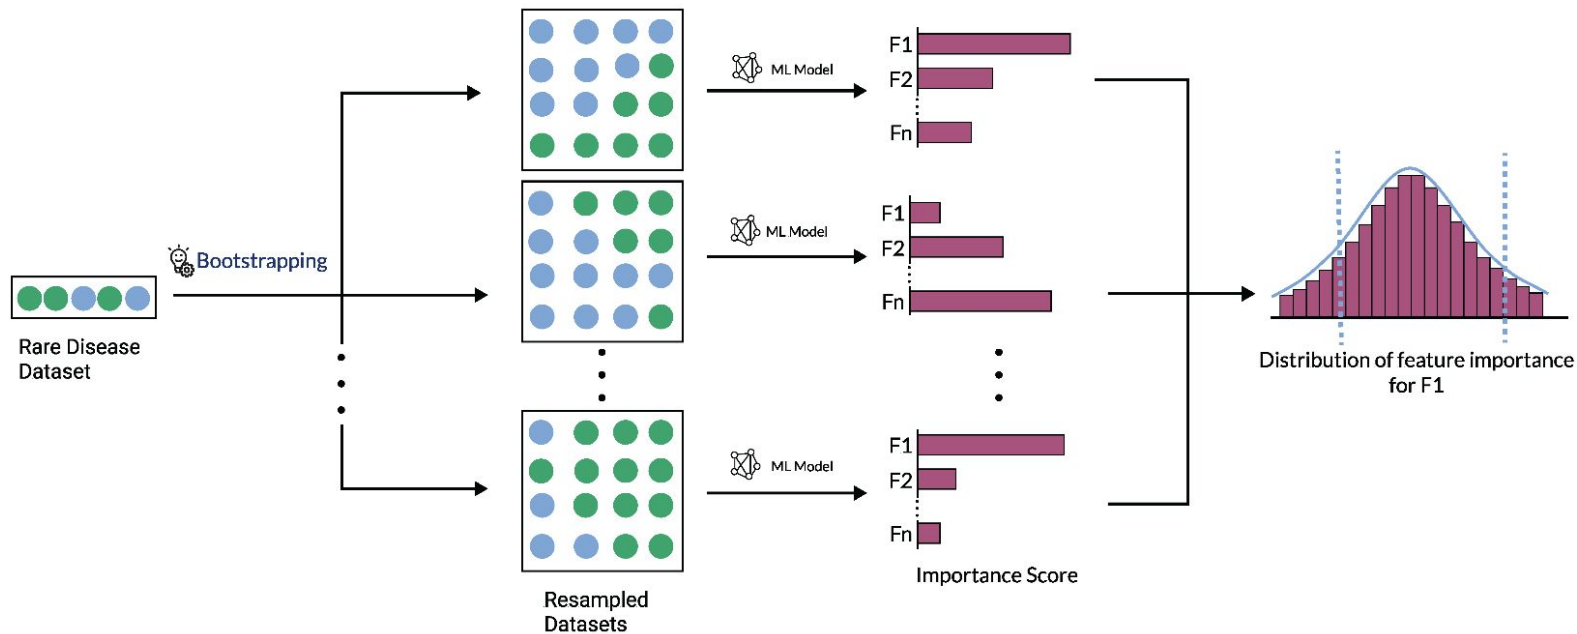 Rare Disease
Dataset
Bootstrapping
ML Model
F1
F2
Fn
ML Model
F1
F2
Fn
ML Model
F1
F2
Fn
Resampled
Datasets
Importance Score
Distribution of feature importance
for F1